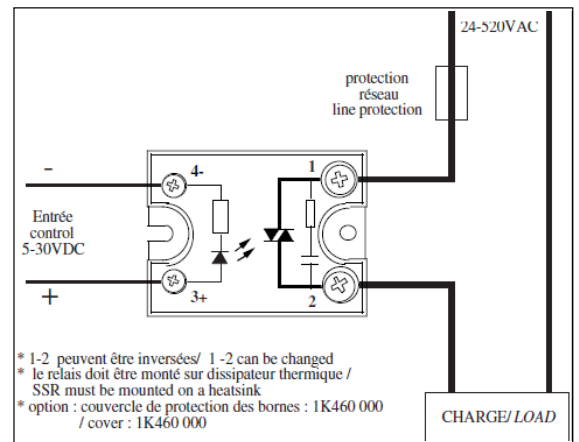 24-520VAC
protection
réseau
line protection
-
4-
1
Entrée
control
5-30VDC
+
3+
2
* 1-2 peuvent être inversées/ 1 -2 can be changed
* le relais doit être monté sur dissipateur thermique /
SSR must be mounted on a heatsink
* option : couvercle de protection des bornes : 1K460 000
/ cover : 1K460 000
CHARGE/ LOAD